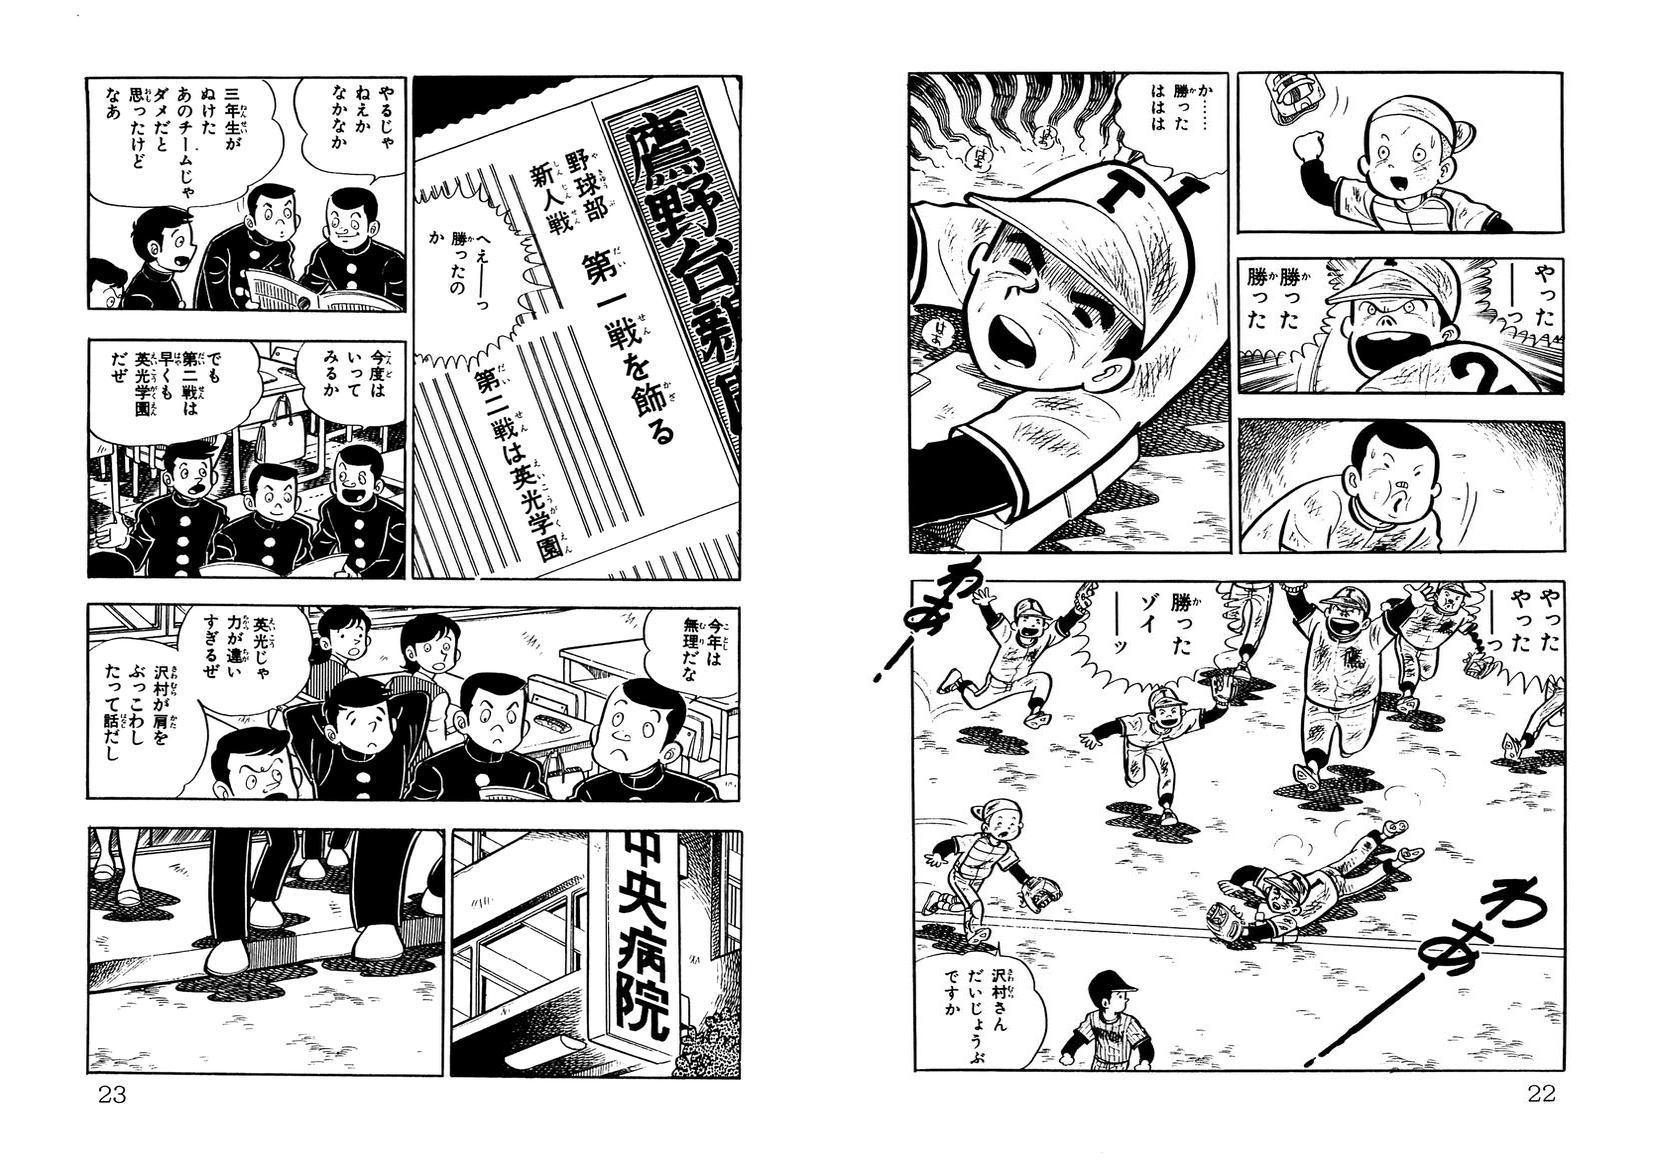 やった
――っ
勝った
勝った
2
か……
勝った
ははは
はは
はは
T
T
やった
やった
――っ
勝った
ゾイ
――ッ
わあー
わあー
鷹
沢村さん
だいじょうぶ
ですか
22
鷹野台新聞
野球部
新人戦
第一戦を飾る
へえ――っ
勝ったの
か
第二戦は英光学園
やるじゃ
ねえか
なかなか
三年生が
ぬけた
あのチームじゃ
ダメだと
思ったけど
なあ
今度は
いって
みるか
でも
第二戦は
早くも
英光学園
だぜ
今年は
無理だな
英光じゃ
力が違い
すぎるぜ
沢村が肩を
ぶっこわし
たって話だし
中央病院
23